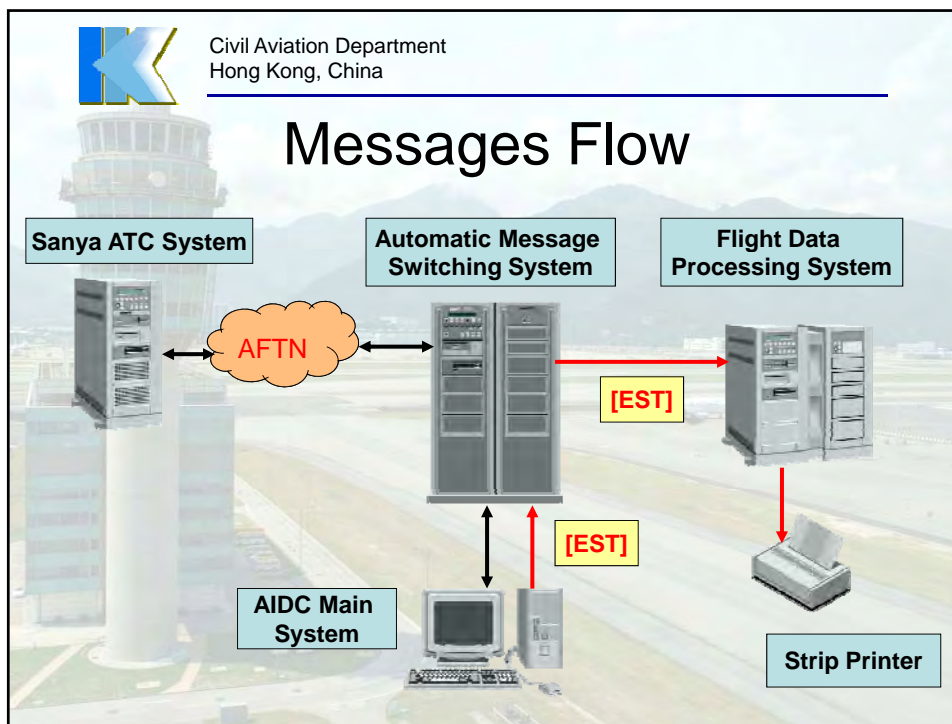 Civil Aviation Department
Hong Kong, China
Messages Flow
Sanya ATC System
Automatic Message
Switching System
Flight Data
Processing System
AFTN
[EST]
[EST]
AIDC Main
System
Strip Printer